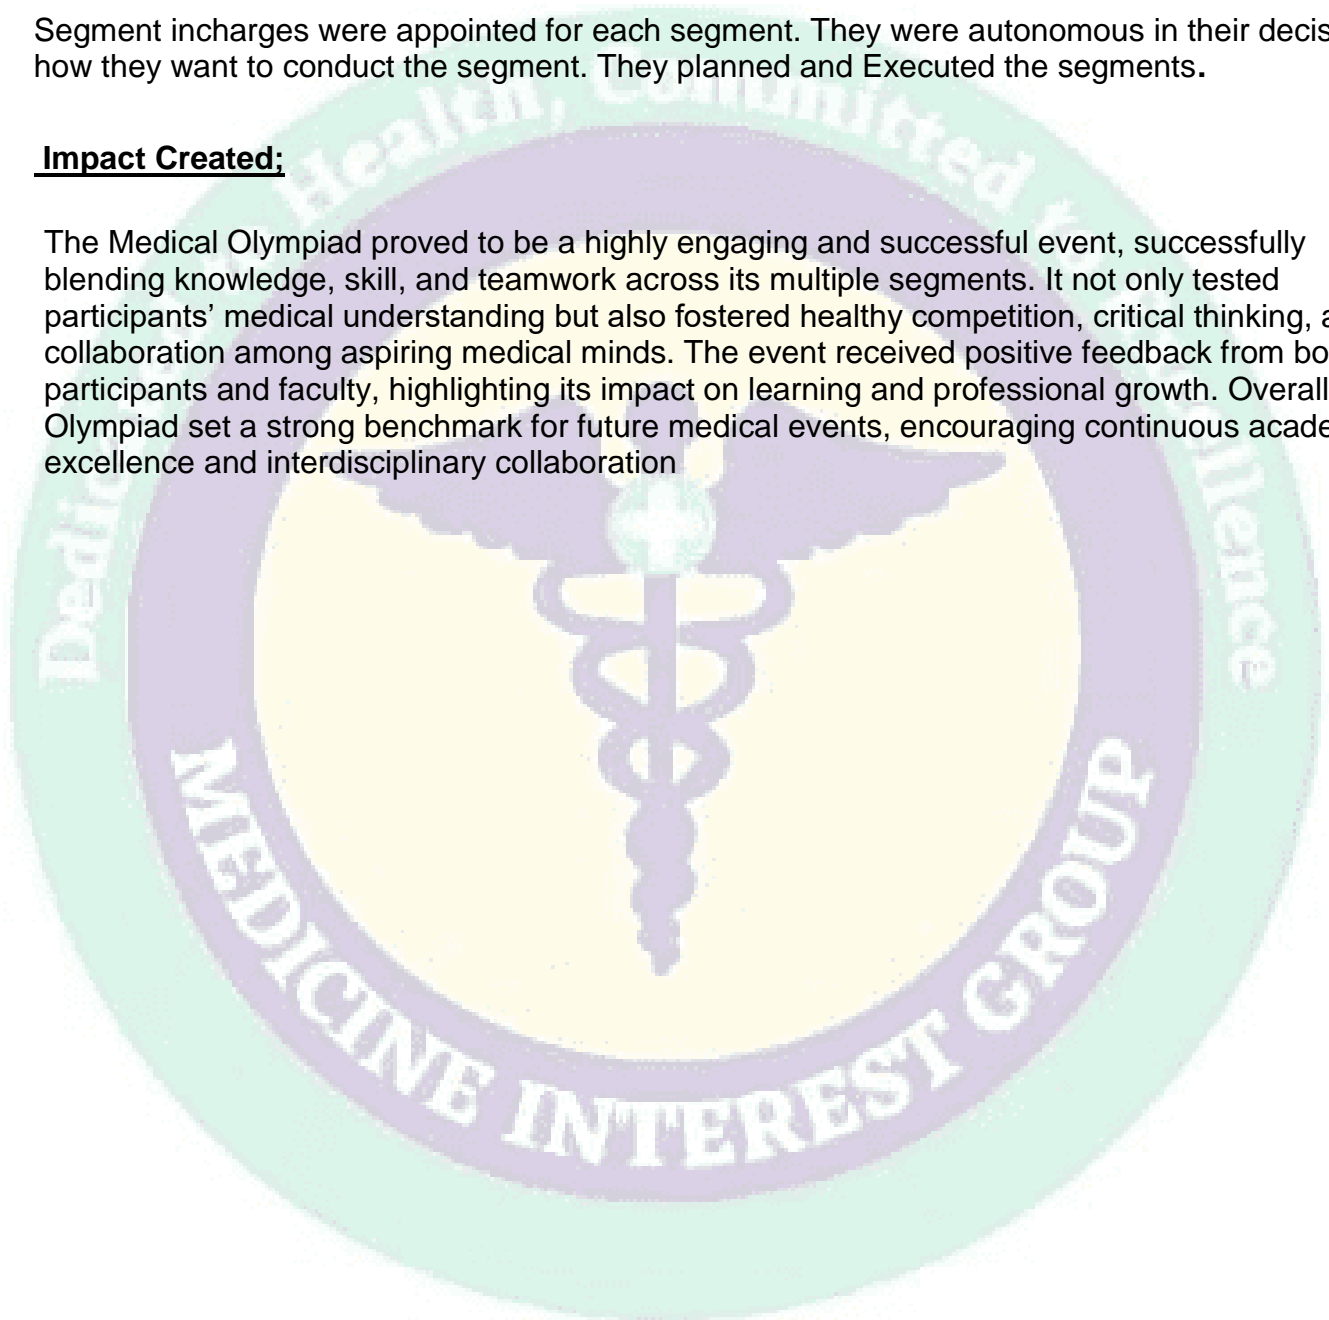 Segment incharges were appointed for each segment. They were autonomous in their
how they want to conduct the segment. They planned and Executed the segments.
Impact Created;
The Medical Olympiad proved to be a highly engaging and successful event, successfully
blending knowledge, skill, and teamwork across its multiple segments. It not only tested
participants’ medical understanding but also fostered healthy competition, critical thinking,
collaboration among aspiring medical minds. The event received positive feedback from
participants and faculty, highlighting its impact on learning and professional growth. Overall
Olympiad set a strong benchmark for future medical events, encouraging continuous
excellence and interdisciplinary collaboration
Health, Committed to Excellence
MEDICINE INTEREST GROUP